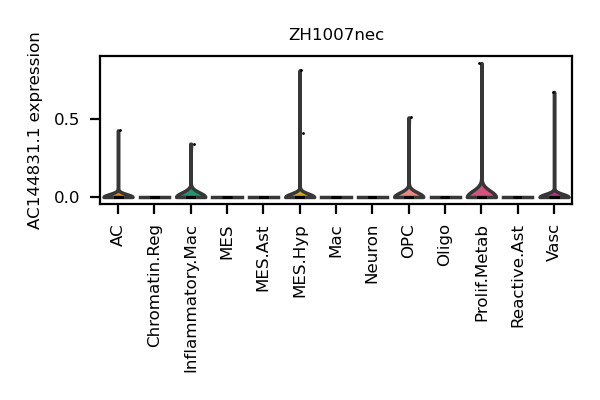 ZH1007nec
AC144831.1 expression
0.5
0.0
AC
Chromatin.Reg
Inflammatory.Mac
MES
MES.Ast
MES.Hyp
Mac
Neuron
OPC
Oligo
Prolif.Metab
Reactive.Ast
Vasc